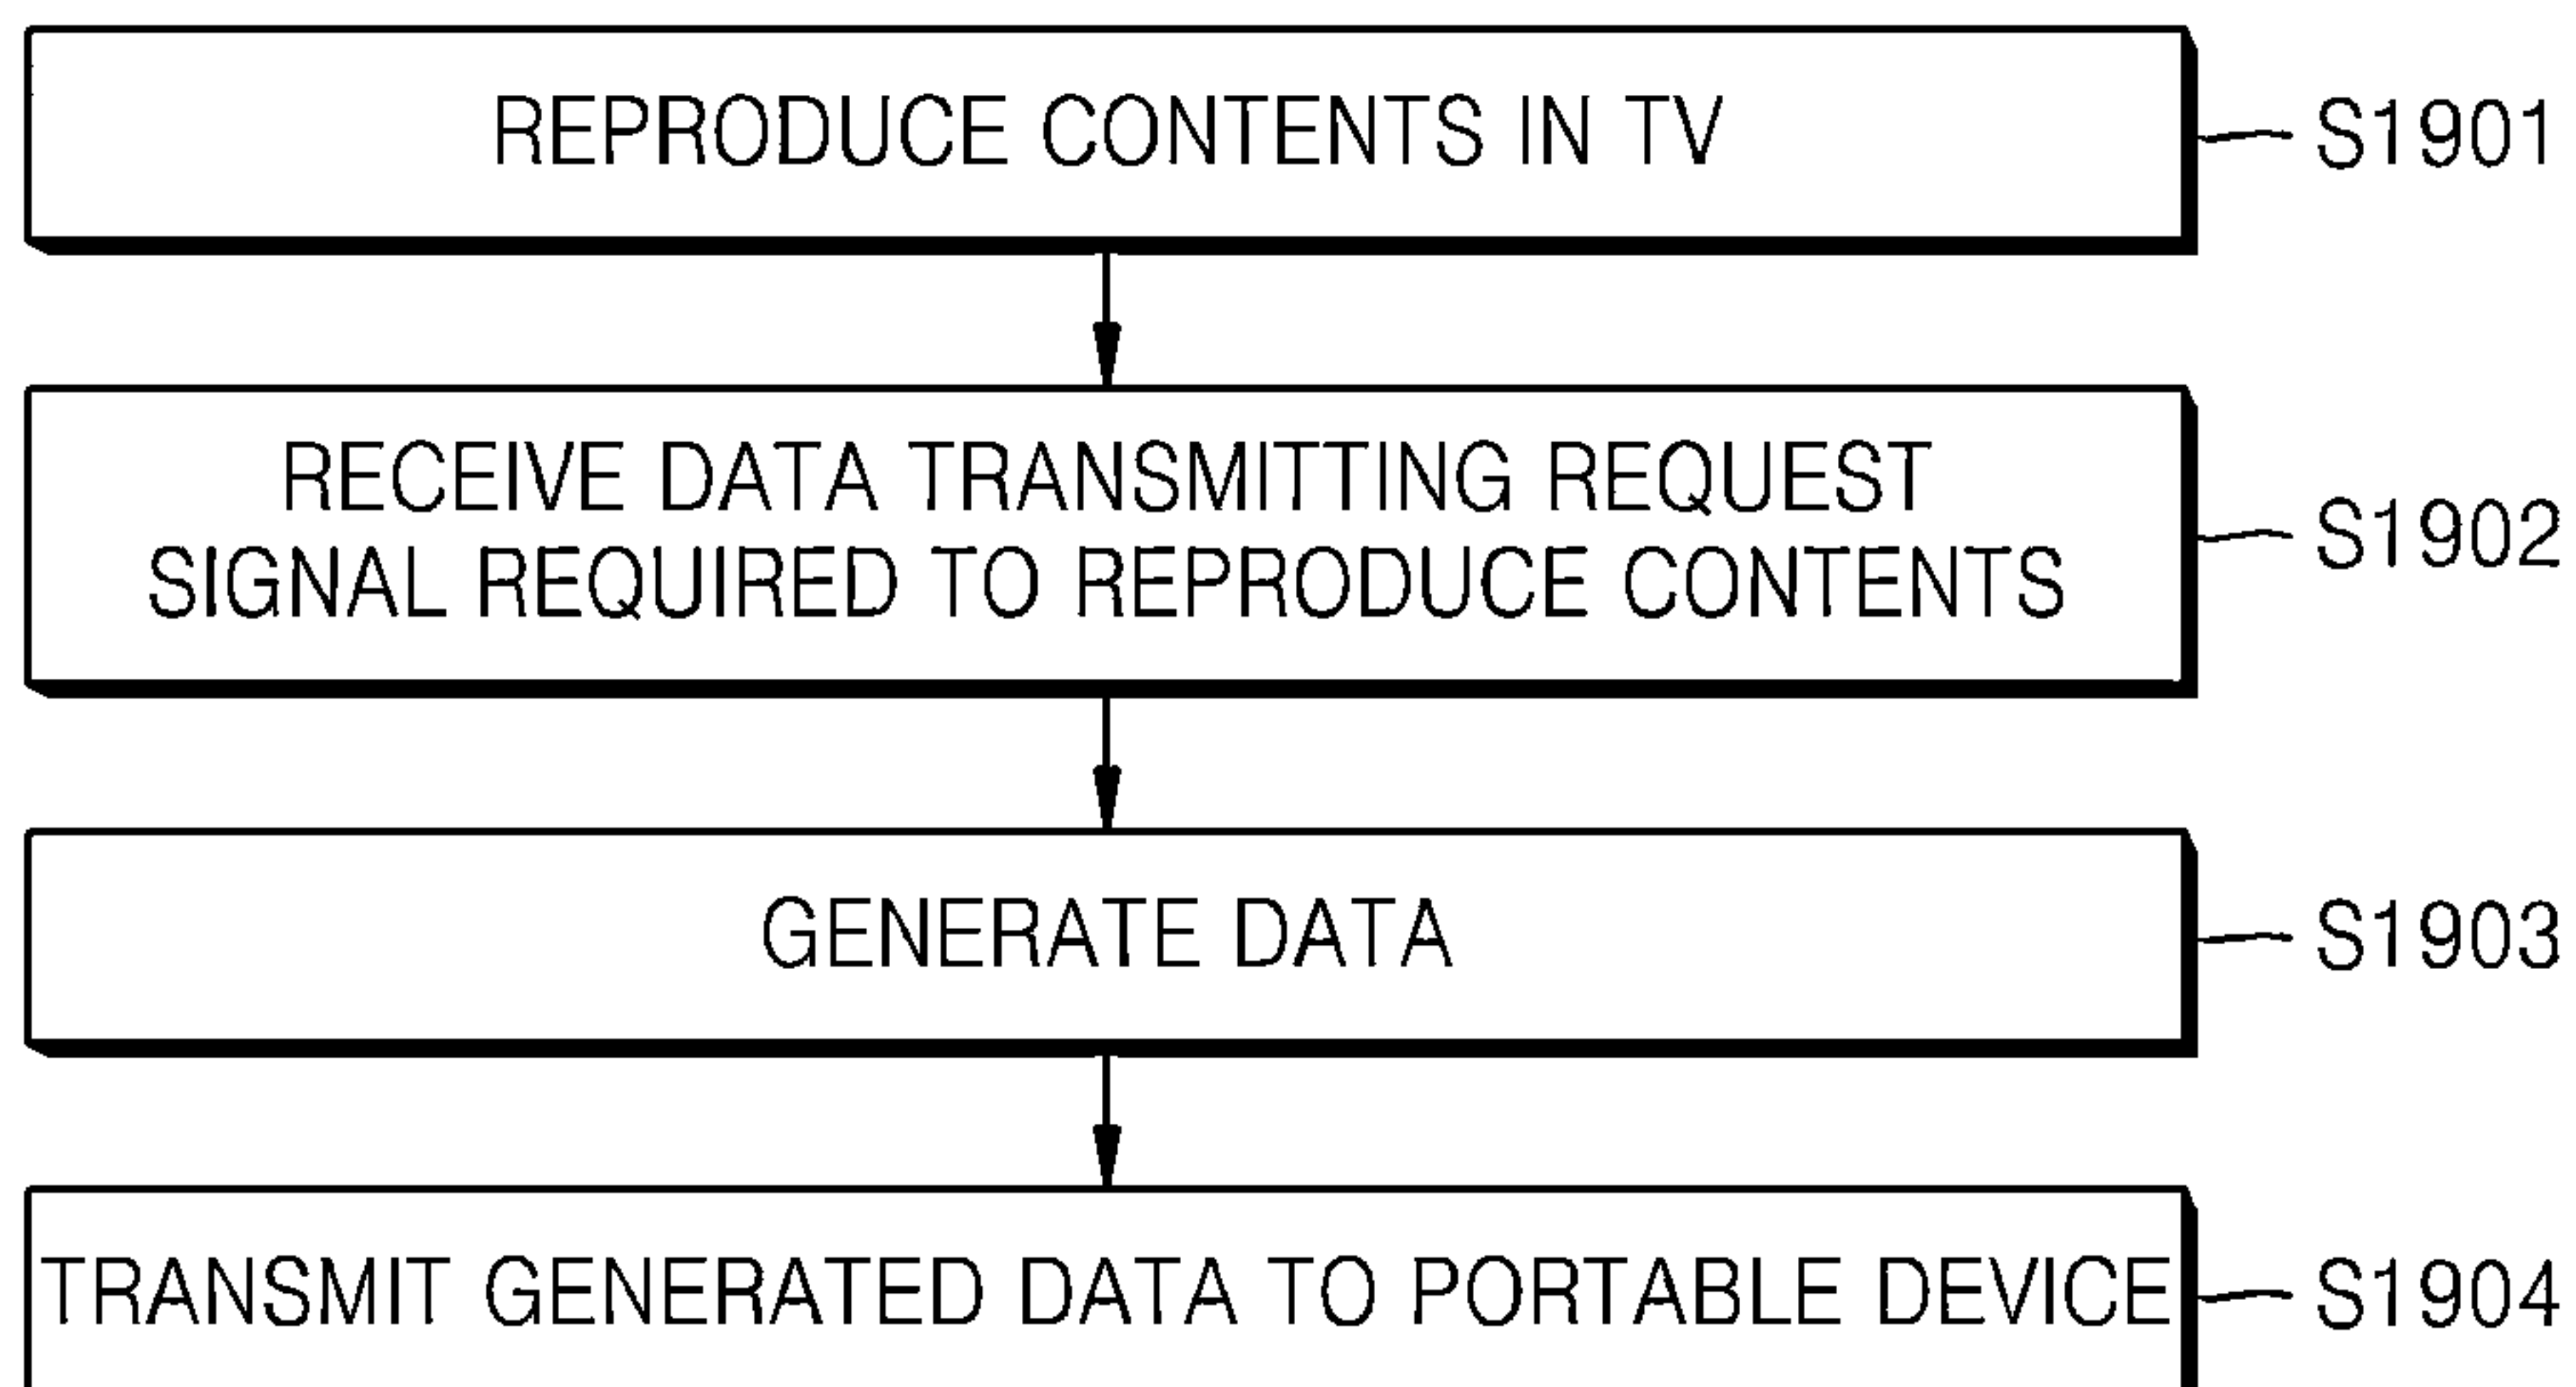 REPRODUCE CONTENTS IN TV
S1901
RECEIVE DATA TRANSMITTING REQUEST
SIGNAL REQUIRED TO REPRODUCE CONTENTS
S1902
GENERATE DATA
S1903
TRANSMIT GENERATED DATA TO PORTABLE DEVICE
S1904